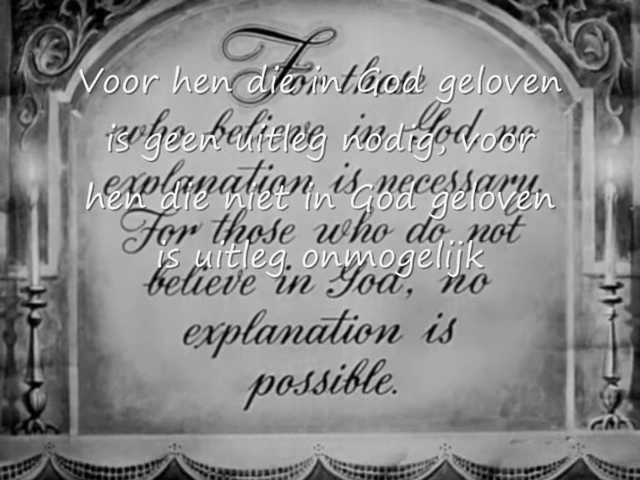 For those
who believe in God no
explanation is necessary.
For those who do not
believe in God, no
explanation is
possible.
Voor hen die in God geloven
is geen uitleg nodig, voor
hen die niet in God geloven
is uitleg onmogelijk